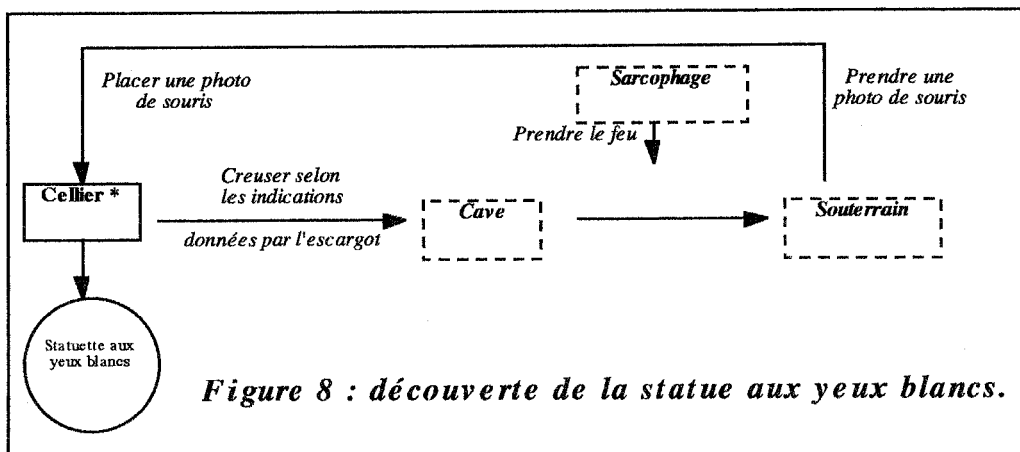 Placer une photo
de souris
Sarcophage
Prendre une
photo de souris
Prendre le feu
Cellier *
Creuser selon
les indications
données par l'escargot
Cave
Souterrain
Statuette aux
yeux blancs
Figure 8 : découverte de la statue aux yeux blancs.